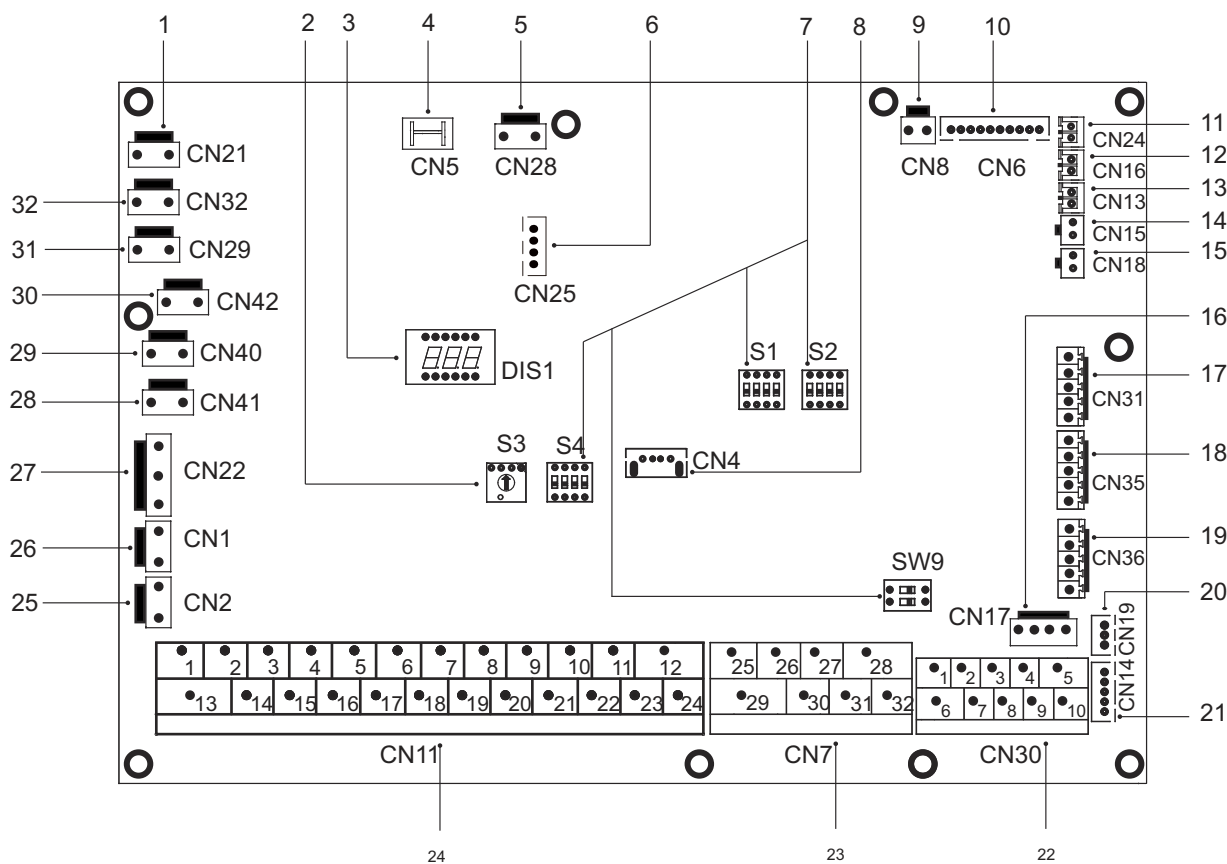 1 2 3 4 5 6 7 8 9 10
CN21
CN5
CN28
CN8
CN6
CN24
11
CN16
12
CN13
13
CN15
14
CN18
15
32
CN32
31
CN29
30
CN42
29
CN40
28
CN41
CN25
DIS1
S1
S2
16
CN31
17
27
CN22
S3
S4
CN4
CN35
18
26
CN1
CN36
19
25
CN2
SW9
CN17
CN19
20
1 2 3 4 5 6 7 8 9 10 11 12
13 14 15 16 17 18 19 20 21 22 23 24
25 26 27 28
29 30 31 32
1 2 3 4 5
6 7 8 9 10
CN14
21
CN11
CN7
CN30
24
23
22